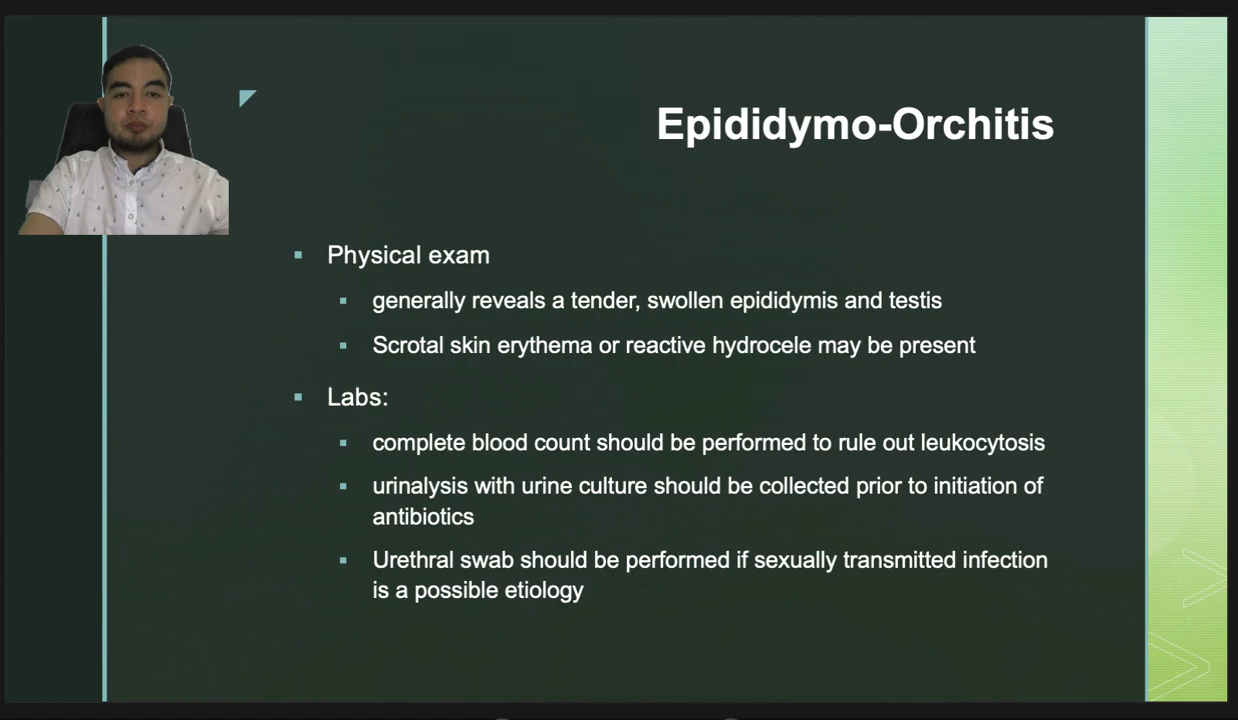 Epididymo-Orchitis
Physical exam
generally reveals a tender, swollen epididymis and testis
Scrotal skin erythema or reactive hydrocele may be present
Labs:
complete blood count should be performed to rule out leukocytosis
urinalysis with urine culture should be collected prior to initiation of
antibiotics
Urethral swab should be performed if sexually transmitted infection
is a possible etiology